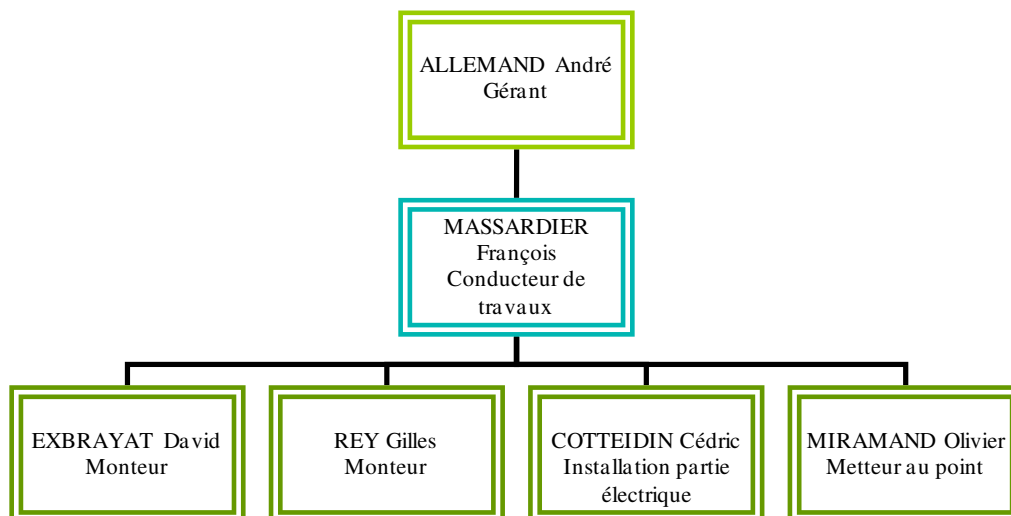 ALLEMAND André
Gérant
MASSARDIER
François
Conducteur de
travaux
EXBRAYAT David
Monteur
REY Gilles
Monteur
COTTEIDIN Cédric
Installation partie
électrique
MIRAMAND Olivier
Metteur au point